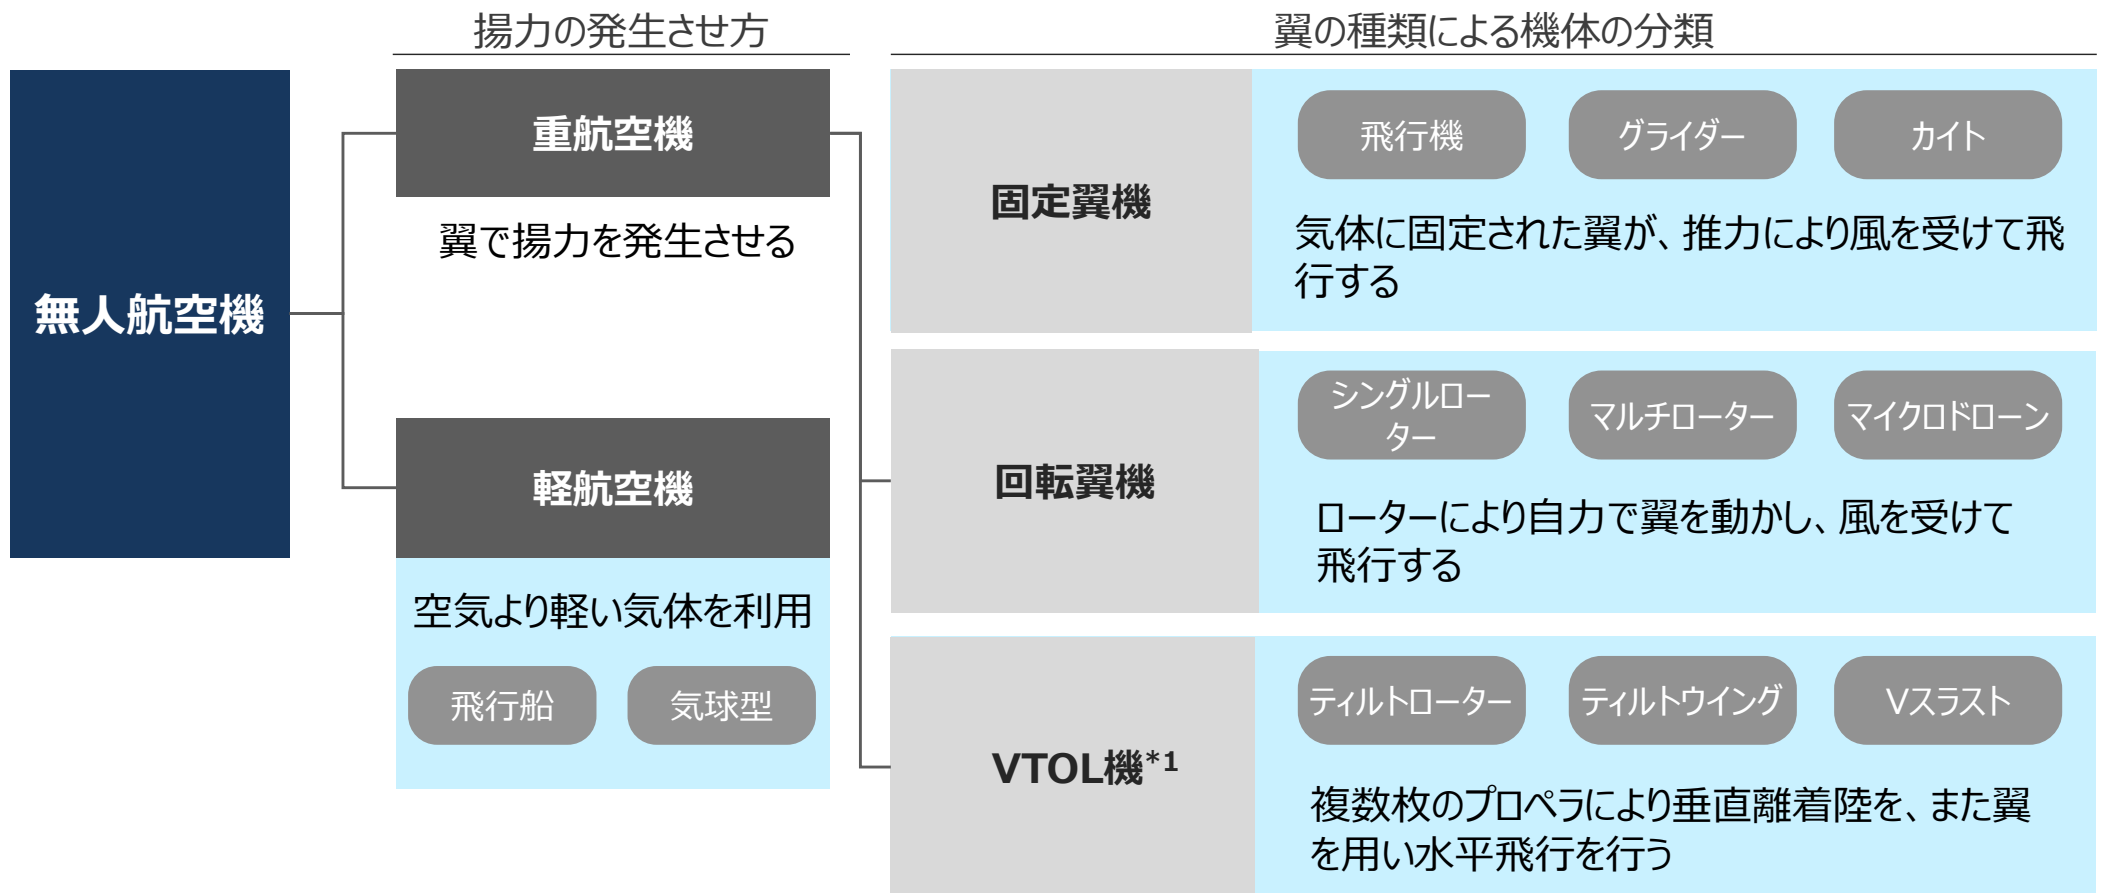 揚力の発生させ方
翼の種類による機体の分類
無人航空機
重航空機
翼で揚力を発生させる
軽航空機
空気より軽い気体を利用
飛行船
気球型
固定翼機
飛行機
グライダー
カイト
気体に固定された翼が、推力により風を受けて飛
行する
回転翼機
シングルロー
ター
マルチローター
マイクロドローン
ローターにより自力で翼を動かし、風を受けて
飛行する
VTOL機*1
ティルトローター
ティルトウイング
Vスラスト
複数枚のプロペラにより垂直離着陸を、また翼
を用い水平飛行を行う